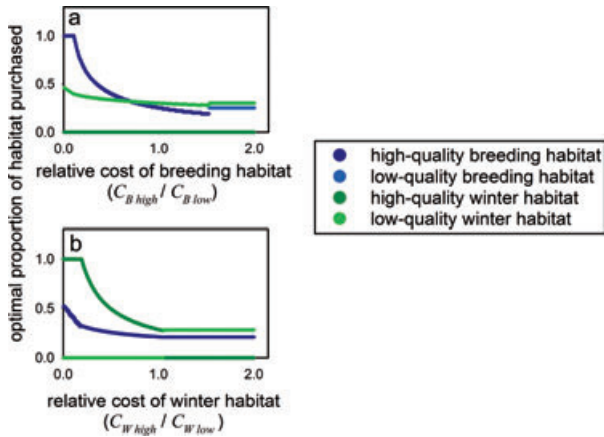 a
1.0
0.5
0.0
0.0 1.0 2.0
relative cost of breeding habitat
(C_B high / C_B low)
optimal proportion of habitat purchased
high-quality breeding habitat
low-quality breeding habitat
high-quality winter habitat
low-quality winter habitat
b
1.0
0.5
0.0
0.0 1.0 2.0
relative cost of winter habitat
(C_W high / C_W low)